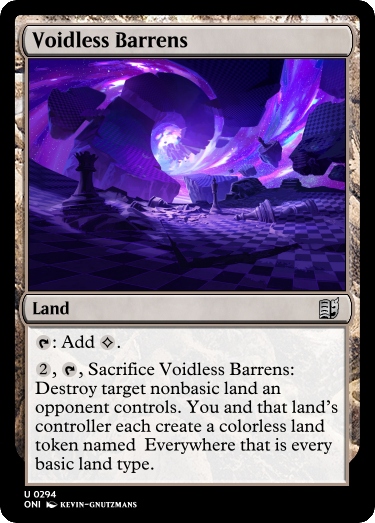 Voidless Barrens
Land
: Add .
2, , Sacrifice Voidless Barrens:
Destroy target nonbasic land an
opponent controls. You and that land's
controller each create a colorless land
token named  Everywhere that is every
basic land type.
U 0294
ONI KEVIN-GNUTZMANS